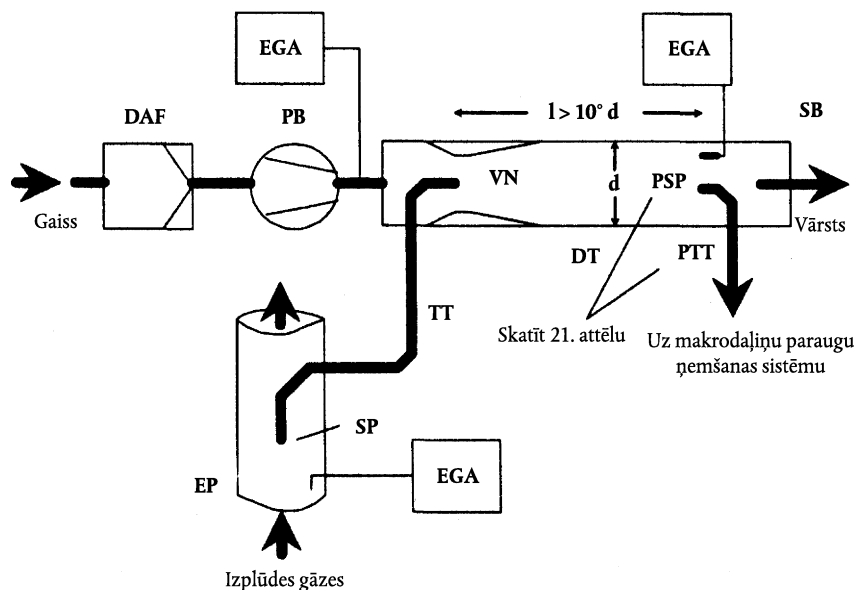 EGA
EGA
DAF
PB
l > 10° d
SB
VN
d
PSP
Gaiss
Vārsts
DT
PTT
TT
Skatīt 21. attēlu
Uz makrodaļiņu paraugu
ņemšanas sistēmu
SP
EP
EGA
Izplūdes gāzes